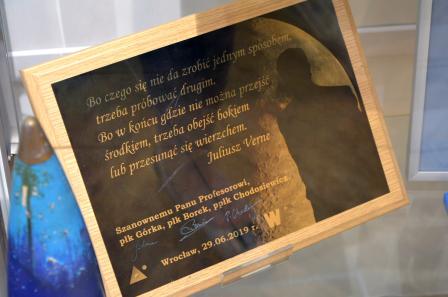 Bo czego się nie da zrobić jednym sposobem,
trzeba próbować drugim.
Bo w końcu gdzie nie można przejść
środkiem, trzeba obejść bokiem
lub przesunąć się wierzchem.
Juliusz Verne
Szanownemu Panu Profesorowi,
płk Górka, płk Borek, ppłk Chodosiewicz.
W
Wrocław, 29.06.2019 r.